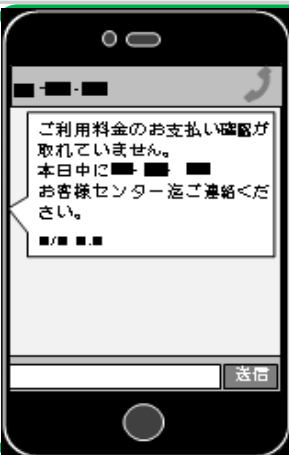 ご利用料金のお支払い確認が
取れていません。
本日中に
お客様センター迄ご連絡くだ
さい。
送信